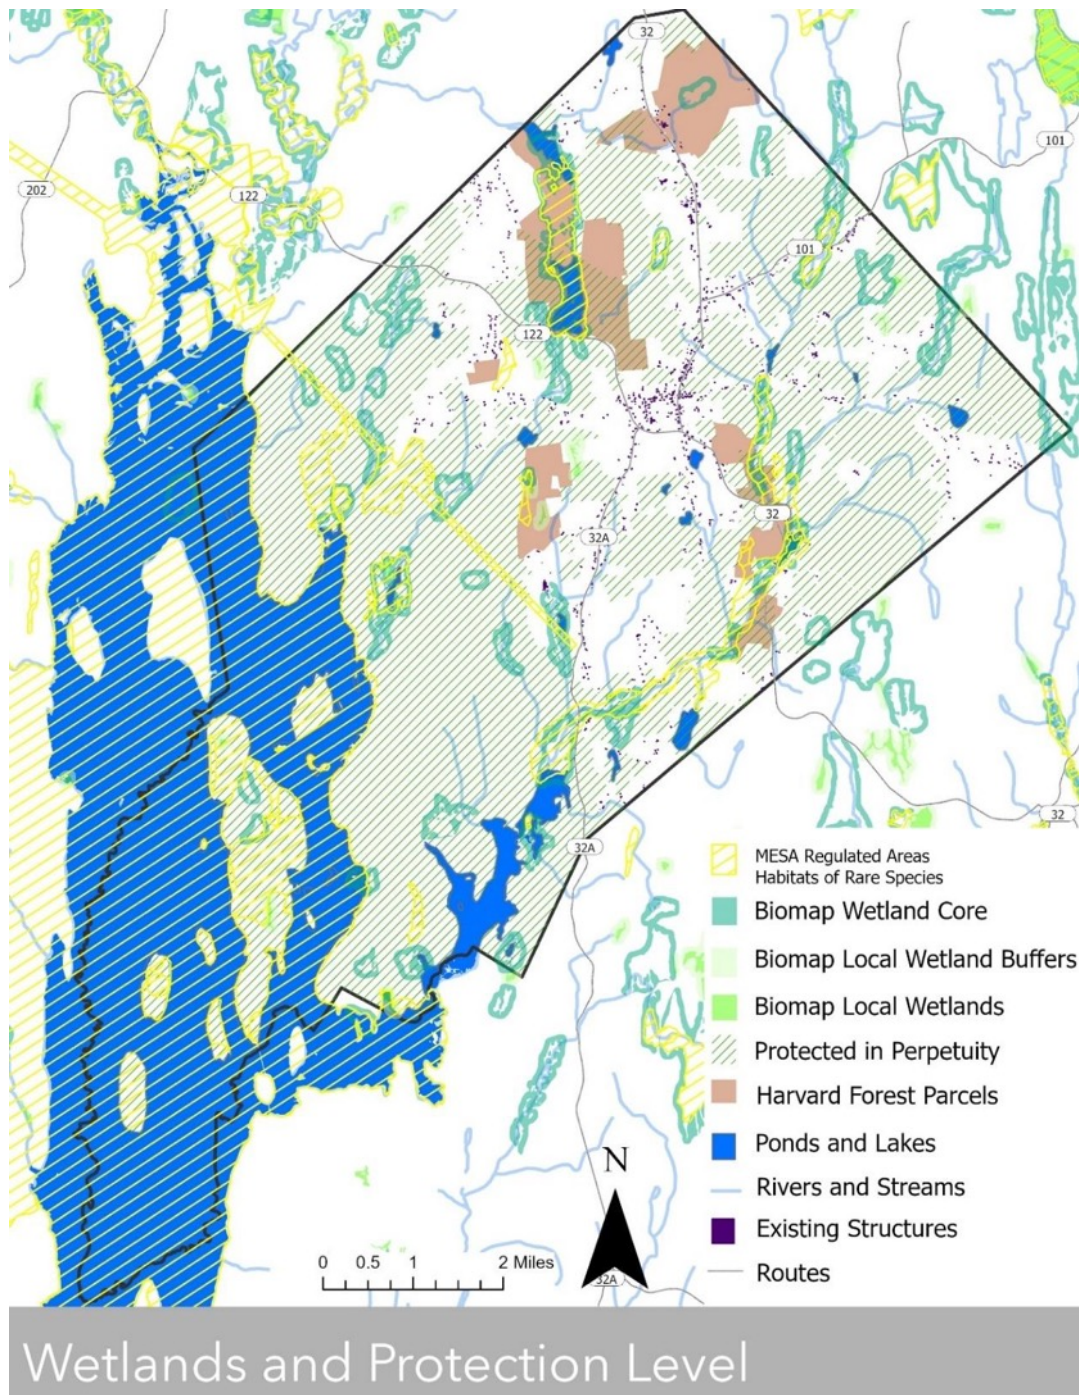 32
101
202
122
101
122
32
32A
32
32A
MESA Regulated Areas
Habitats of Rare Species
Biomap Wetland Core
Biomap Local Wetland Buffers
Biomap Local Wetlands
Protected in Perpetuity
Harvard Forest Parcels
Ponds and Lakes
Rivers and Streams
Existing Structures
Routes
N
0 0.5 1 2 Miles
32A
Wetlands and Protection Level